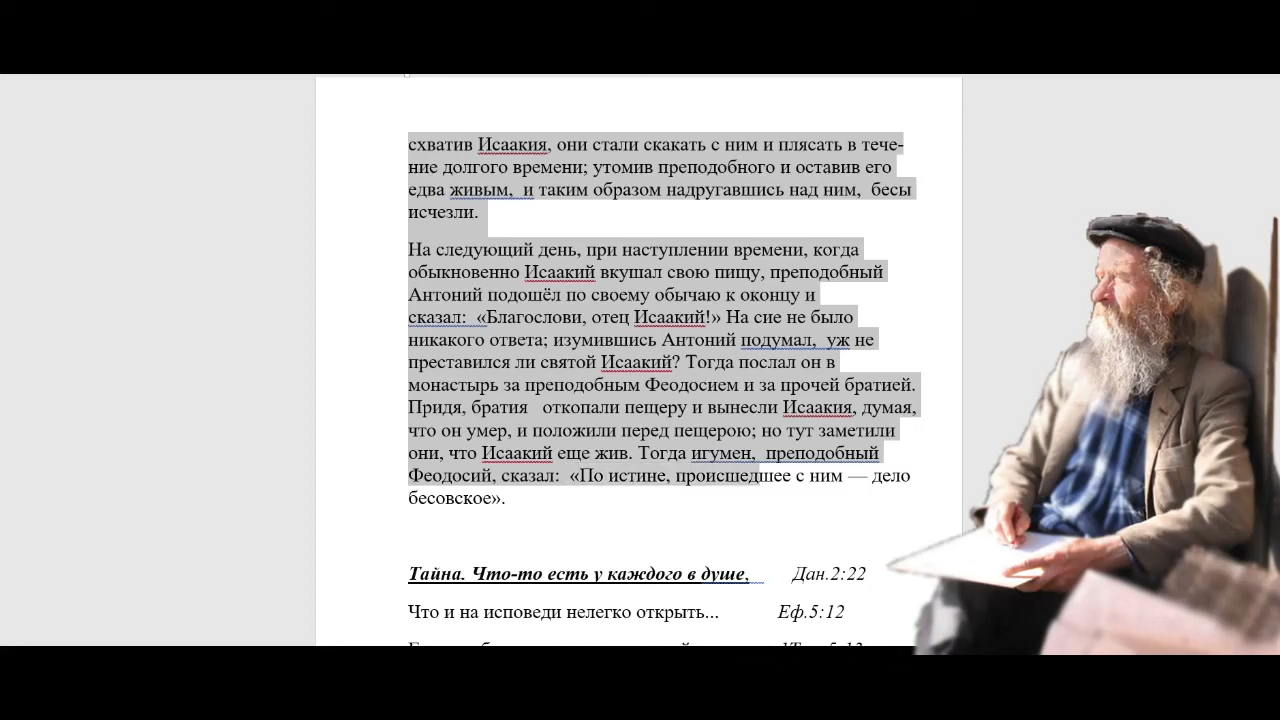 схватив Исаакия, они стали скакать с ним и плясать в тече-
ние долгого времени; утомив преподобного и оставив его
едва живым,  и таким образом надругавшись над ним,  бесы
исчезли.
На следующий день, при наступлении времени, когда
обыкновенно Исаакий вкушал свою пищу, преподобный
Антоний подошёл по своему обычаю к оконцу и
сказал:  «Благослови, отец Исаакий!» На сие не было
никакого ответа; изумившись Антоний подумал,  уж не
преставился ли святой Исаакий? Тогда послал он в
монастырь за преподобным Феодосием и за прочей братией.
Придя, братия   откопали пещеру и вынесли Исаакия, думая,
что он умер, и положили перед пещерою; но тут заметили
они, что Исаакий еще жив. Тогда игумен,  преподобный
Феодосий, сказал:  «По истине, происшедшее с ним — дело
бесовское».
Тайна. Что-то есть у каждого в душе,      Дан.2:22
Что и на исповеди нелегко открыть...      Еф.5:12